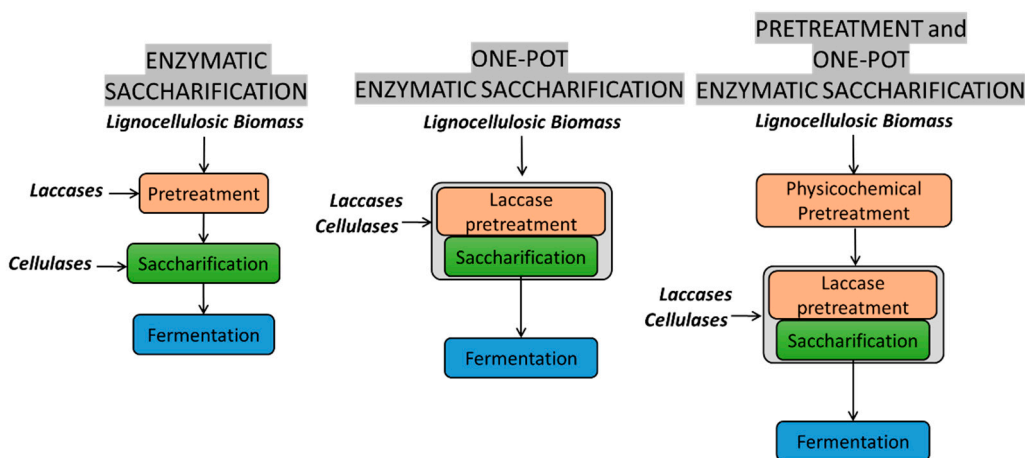 ENZYMATIC
SACCHARIFICATION
Lignocellulosic Biomass
Laccases
Pretreatment
Cellulases
Saccharification
Fermentation
ONE-POT
ENZYMATIC SACCHARIFICATION
Lignocellulosic Biomass
Laccases
Cellulases
Laccase
pretreatment
Saccharification
Fermentation
PRETREATMENT and
ONE-POT
ENZYMATIC SACCHARIFICATION
Lignocellulosic Biomass
Physicochemical
Pretreatment
Laccases
Cellulases
Laccase
pretreatment
Saccharification
Fermentation